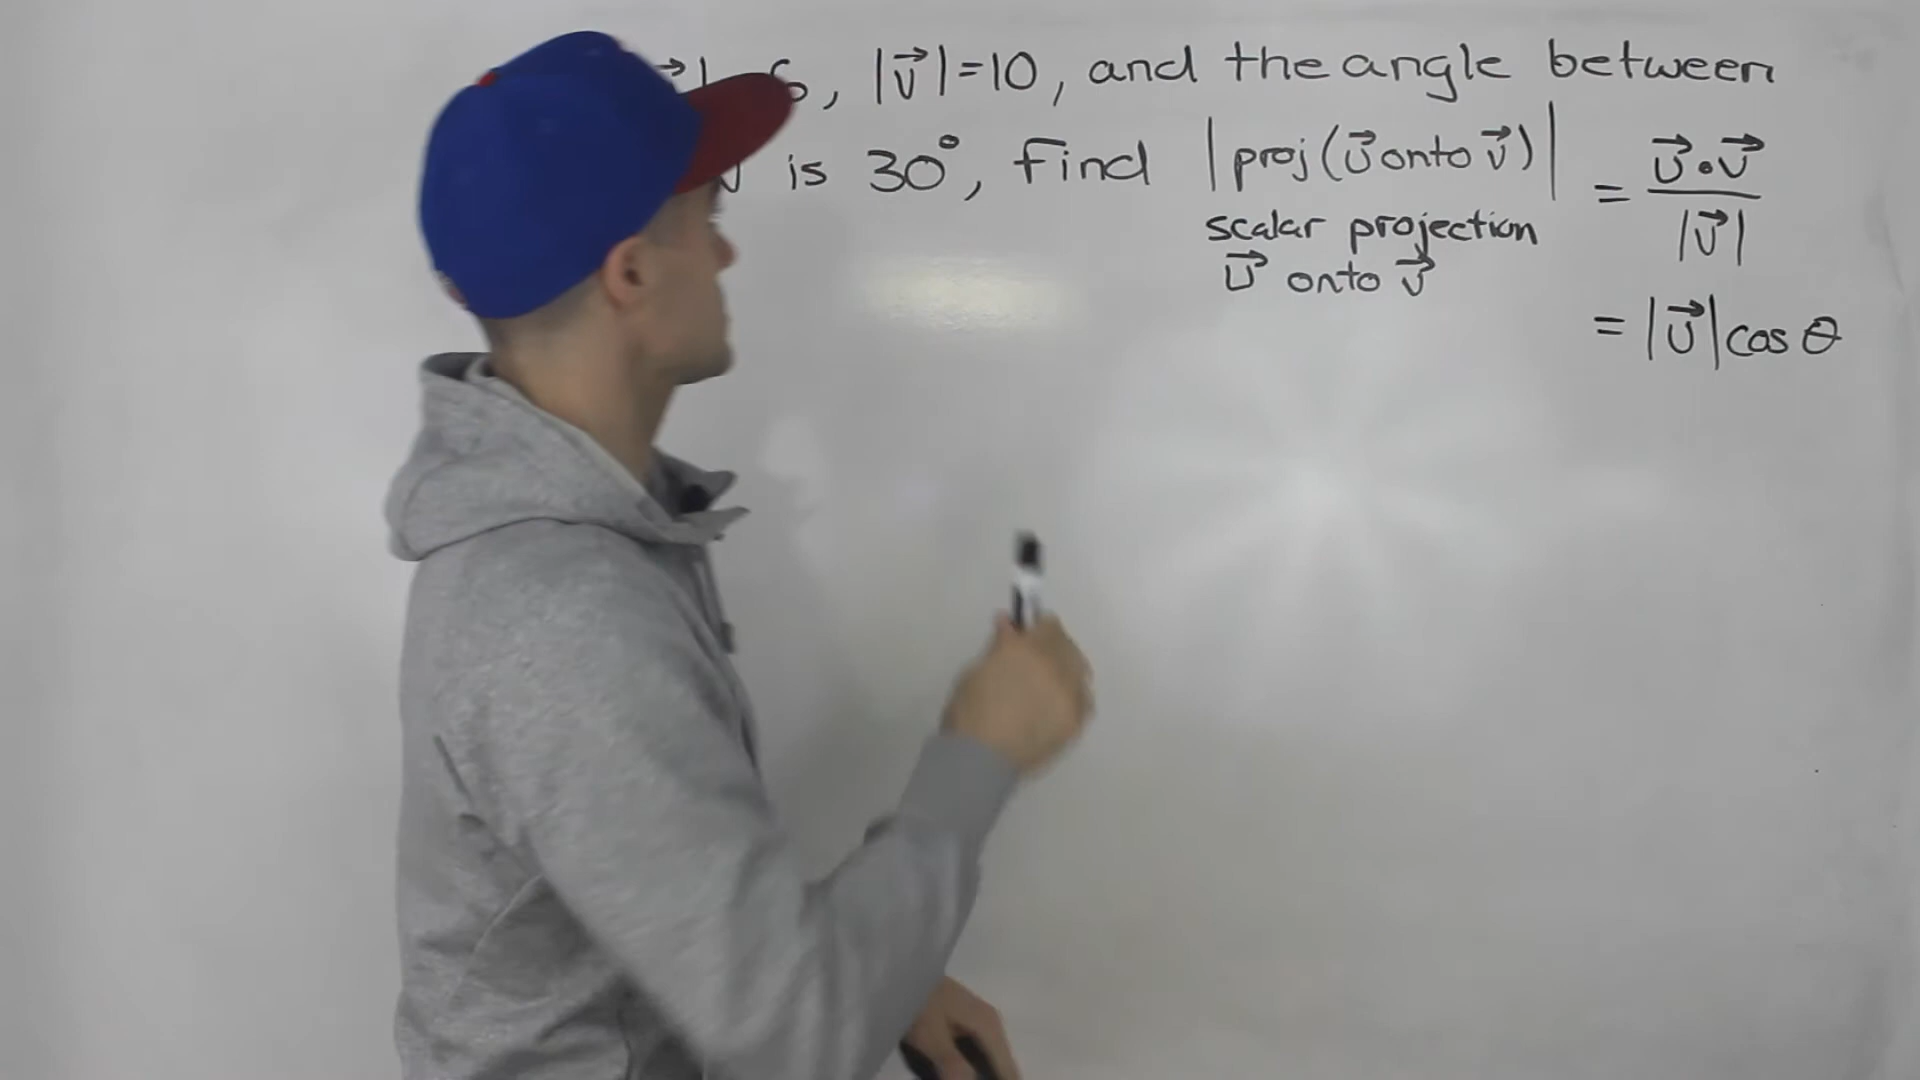 , |v⃗|=10, and the angle between
is 30°, find |proj(u⃗ onto v⃗)| = u⃗•v⃗ / |v⃗|
scalar projection
u⃗ onto v⃗
= |u⃗|cos θ